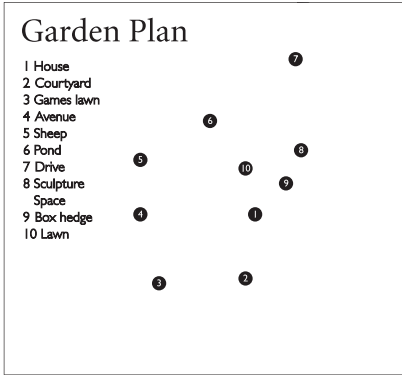 Garden Plan
1 House
2 Courtyard
3 Games lawn
4 Avenue
5 Sheep
6 Pond
7 Drive
8 Sculpture
Space
9 Box hedge
10 Lawn
7
6
8
5
10
9
4
1
2
3